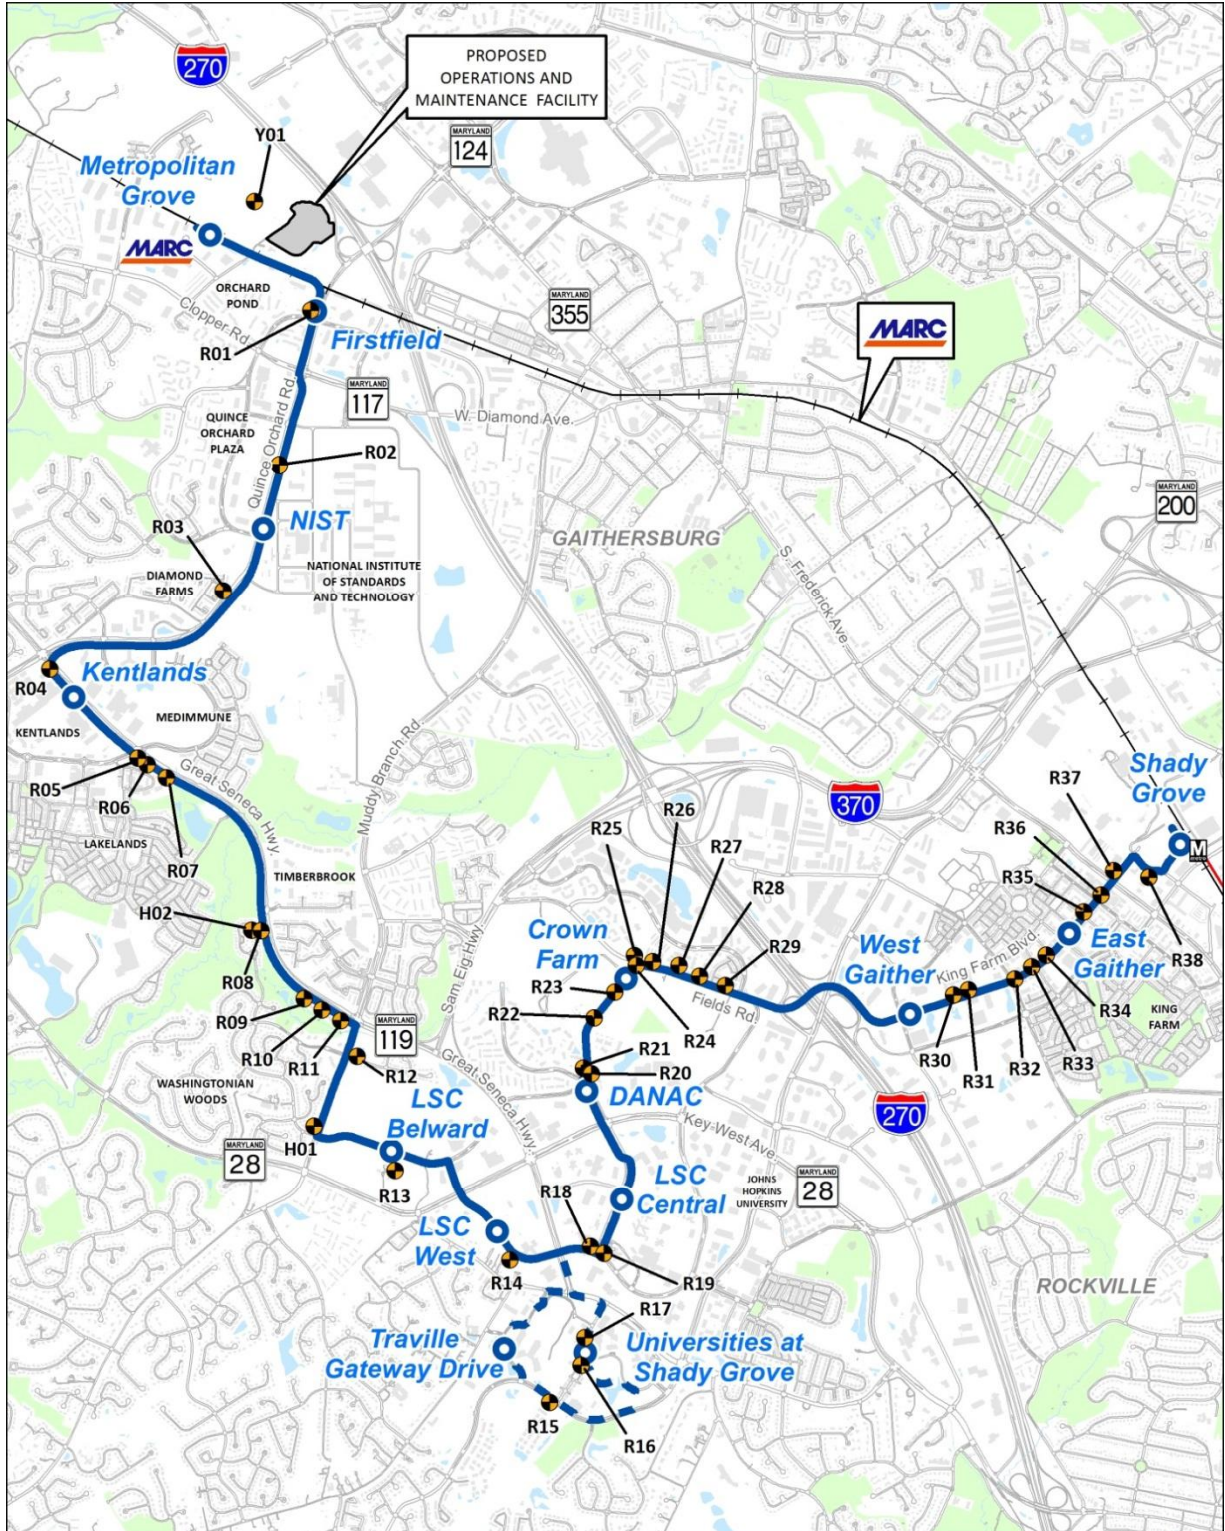 270
PROPOSED
OPERATIONS AND
MAINTENANCE FACILITY
MARYLAND
124
Y01
Metropolitan
Grove
MARC
ORCHARD
POND
Clopper Rd.
R01
Firstfield
MARYLAND
355
MARC
MARYLAND
117
W. Diamond Ave.
QUINCE
ORCHARD
PLAZA
Quince Orchard Rd.
R02
MARYLAND
200
NIST
R03
GAITHERSBURG
S. Frederick Ave.
DIAMOND
FARMS
NATIONAL INSTITUTE
OF STANDARDS
AND TECHNOLOGY
Kentlands
R04
MEDIMMUNE
KENTLANDS
Muddy Branch Rd.
Great Seneca Hwy.
R05
R06
R07
LAKELANDS
TIMBERBROOK
370
Shady
Grove
M
R37
R36
R35
R25
R26
R27
R28
R29
H02
R08
R09
R10
R11
R12
MARYLAND
119
Sam Eig Hwy.
Crown
Farm
R23
R22
R24
Fields Rd.
West
Gaither
King Farm Blvd.
East
Gaither
R38
R34
KING
FARM
R33
R32
R31
R30
R21
R20
DANAC
270
WASHINGTONIAN
WOODS
Great Seneca Hwy.
LSC
Belward
H01
MARYLAND
28
R13
Key West Ave.
JOHNS
HOPKINS
UNIVERSITY
MARYLAND
28
LSC
Central
R18
LSC
West
R14
R19
ROCKVILLE
R17
Traville
Gateway Drive
Universities at
Shady Grove
R15
R16